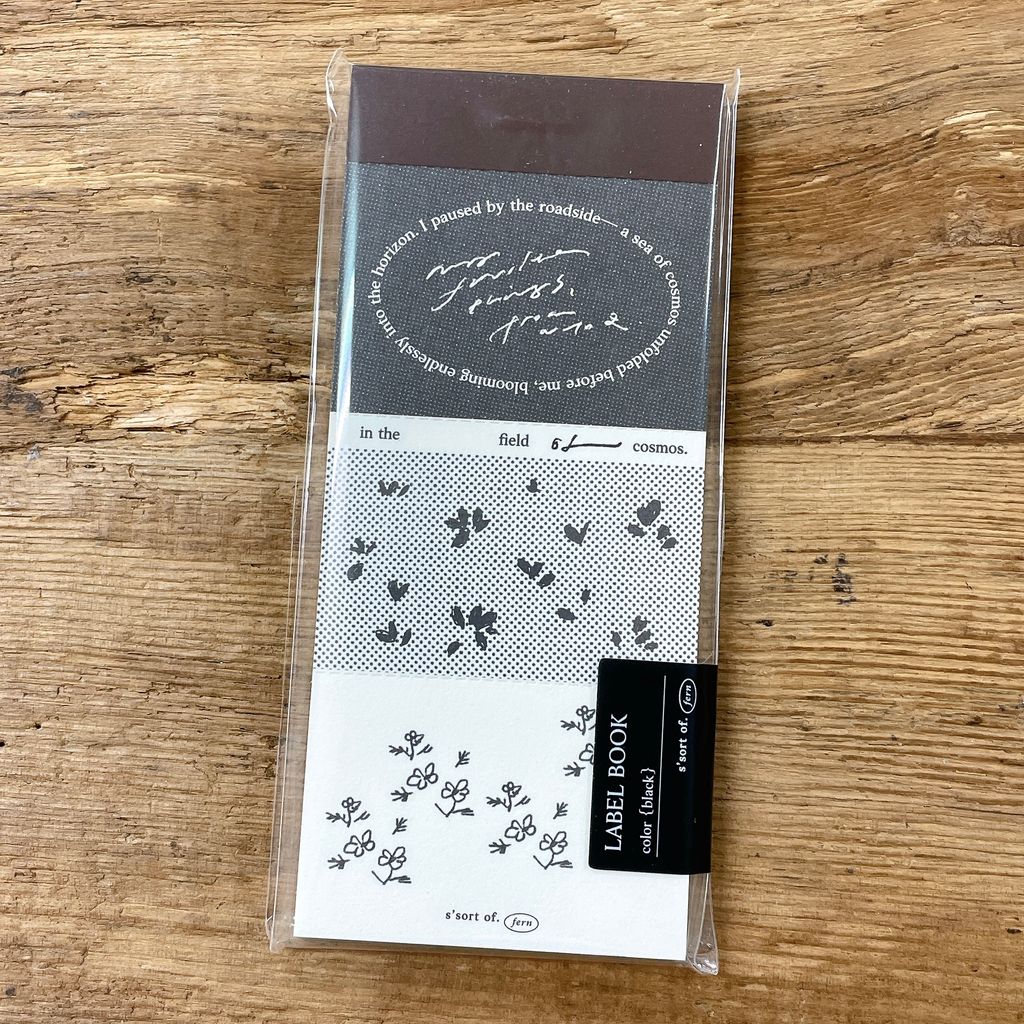 I paused by the roadside— a sea of cosmos unfolded before me, blooming endlessly into the horizon.
in the field cosmos.
LABEL BOOK
color {black}
s'sort of. fern
s'sort of. fern